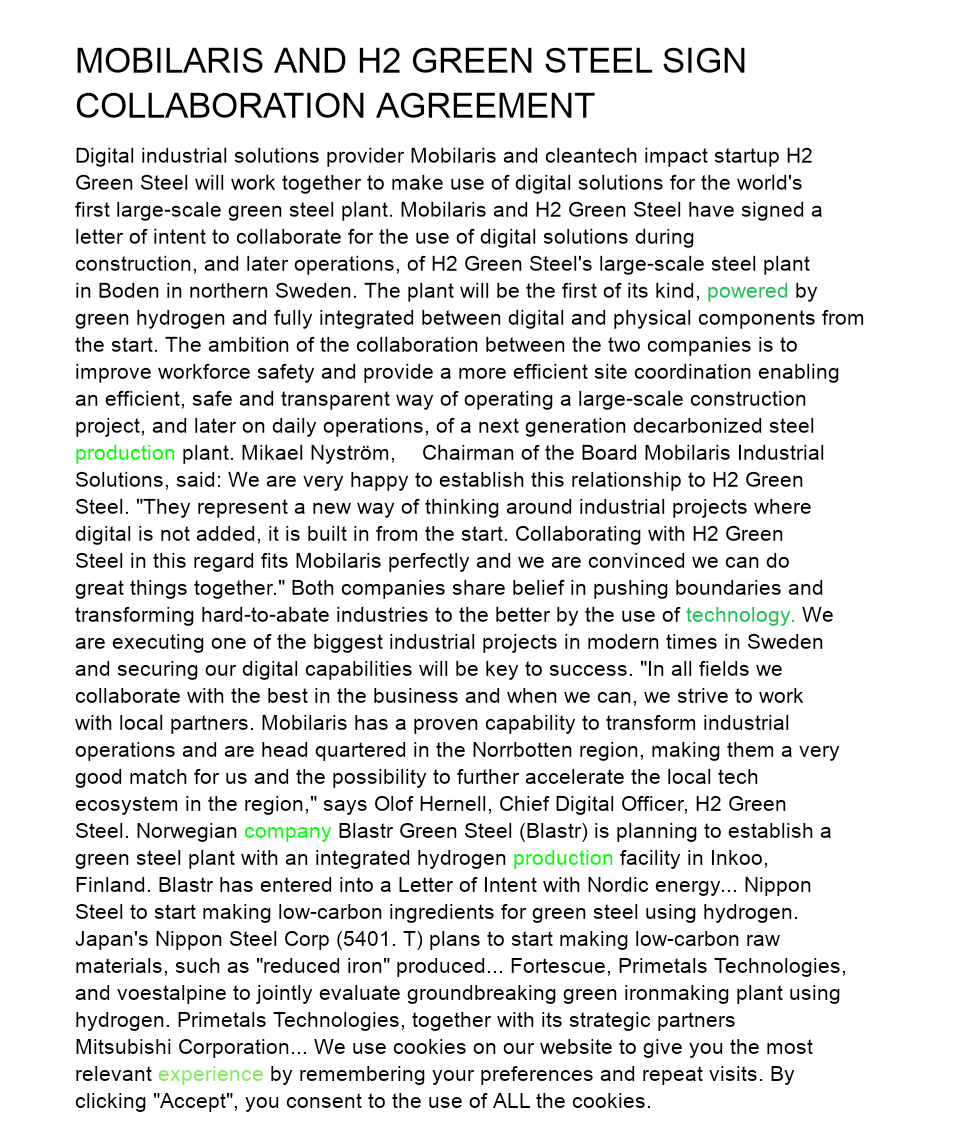 MOBILARIS AND H2 GREEN STEEL SIGN
COLLABORATION AGREEMENT
Digital industrial solutions provider Mobilaris and cleantech impact startup H2
Green Steel will work together to make use of digital solutions for the world's
first large-scale green steel plant. Mobilaris and H2 Green Steel have signed a
letter of intent to collaborate for the use of digital solutions during
construction, and later operations, of H2 Green Steel's large-scale steel plant
in Boden in northern Sweden. The plant will be the first of its kind, powered by
green hydrogen and fully integrated between digital and physical components from
the start. The ambition of the collaboration between the two companies is to
improve workforce safety and provide a more efficient site coordination enabling
an efficient, safe and transparent way of operating a large-scale construction
project, and later on daily operations, of a next generation decarbonized steel
production plant. Mikael Nyström, Chairman of the Board Mobilaris Industrial
Solutions, said: We are very happy to establish this relationship to H2 Green
Steel. "They represent a new way of thinking around industrial projects where
digital is not added, it is built in from the start. Collaborating with H2 Green
Steel in this regard fits Mobilaris perfectly and we are convinced we can do
great things together." Both companies share belief in pushing boundaries and
transforming hard-to-abate industries to the better by the use of technology. We
are executing one of the biggest industrial projects in modern times in Sweden
and securing our digital capabilities will be key to success. "In all fields we
collaborate with the best in the business and when we can, we strive to work
with local partners. Mobilaris has a proven capability to transform industrial
operations and are head quartered in the Norrbotten region, making them a very
good match for us and the possibility to further accelerate the local tech
ecosystem in the region," says Olof Hernell, Chief Digital Officer, H2 Green
Steel. Norwegian company Blastr Green Steel (Blastr) is planning to establish a
green steel plant with an integrated hydrogen production facility in Inkoo,
Finland. Blastr has entered into a Letter of Intent with Nordic energy... Nippon
Steel to start making low-carbon ingredients for green steel using hydrogen.
Japan's Nippon Steel Corp (5401. T) plans to start making low-carbon raw
materials, such as "reduced iron" produced... Fortescue, Primetals Technologies,
and voestalpine to jointly evaluate groundbreaking green ironmaking plant using
hydrogen. Primetals Technologies, together with its strategic partners
Mitsubishi Corporation... We use cookies on our website to give you the most
relevant experience by remembering your preferences and repeat visits. By
clicking "Accept", you consent to the use of ALL the cookies.